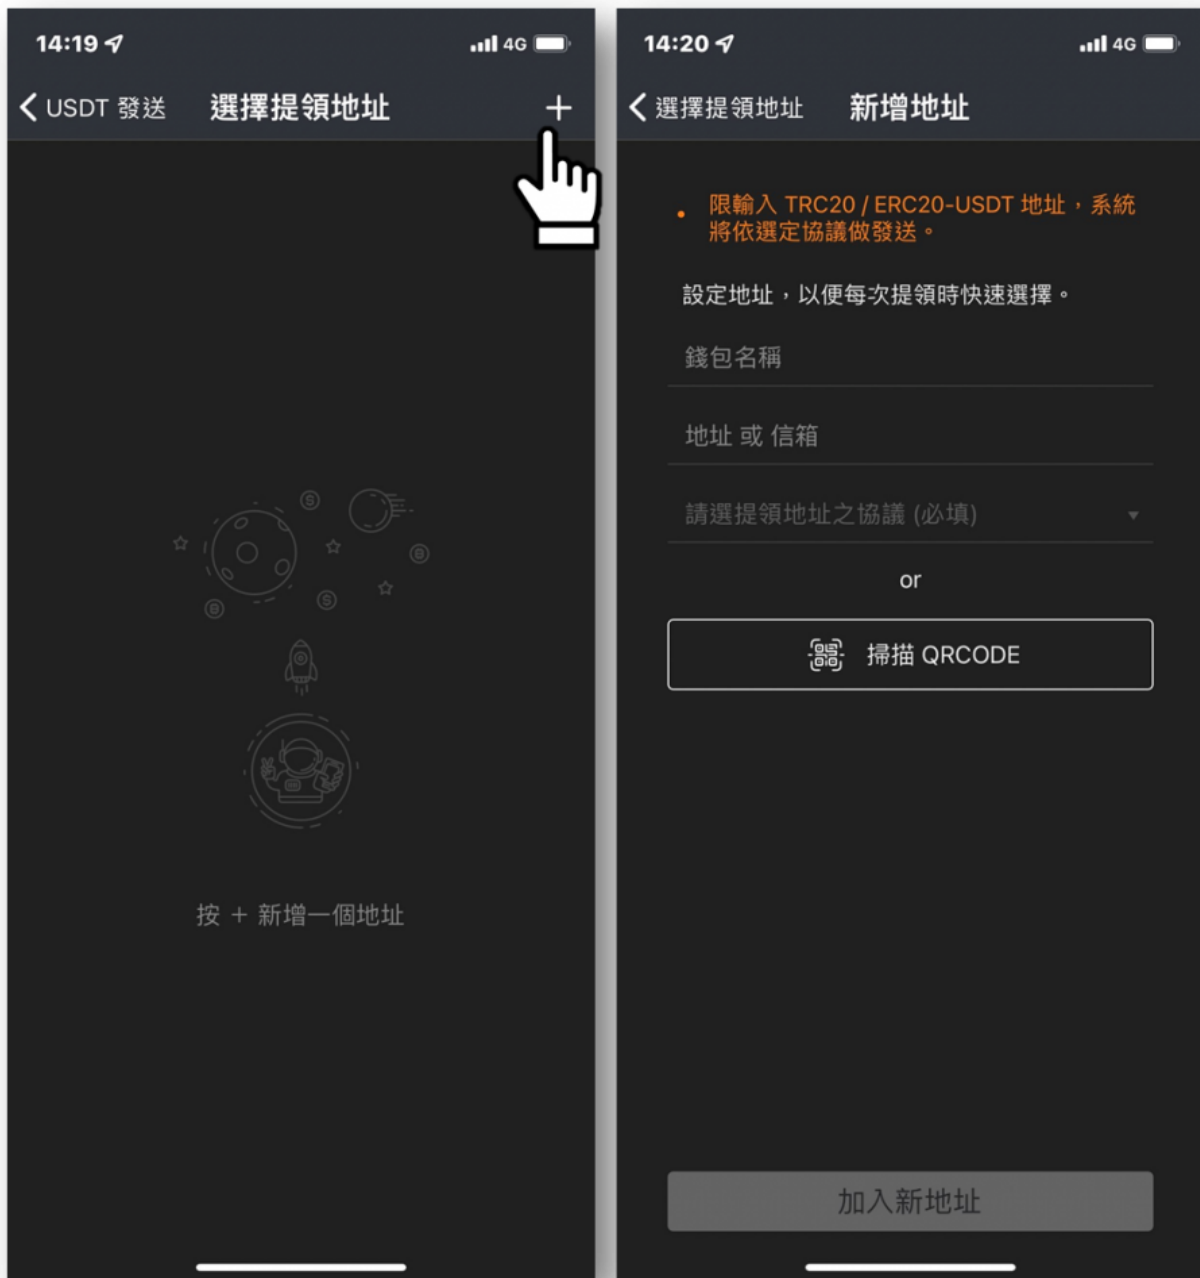 14:19
4G
USDT 發送
選擇提領地址
+
按 + 新增一個地址
14:20
4G
選擇提領地址
新增地址
• 限輸入 TRC20 / ERC20-USDT 地址，系統
將依選定協議做發送。
設定地址，以便每次提領時快速選擇。
錢包名稱
地址 或 信箱
請選提領地址之協議 (必填)
or
掃描 QRCODE
加入新地址